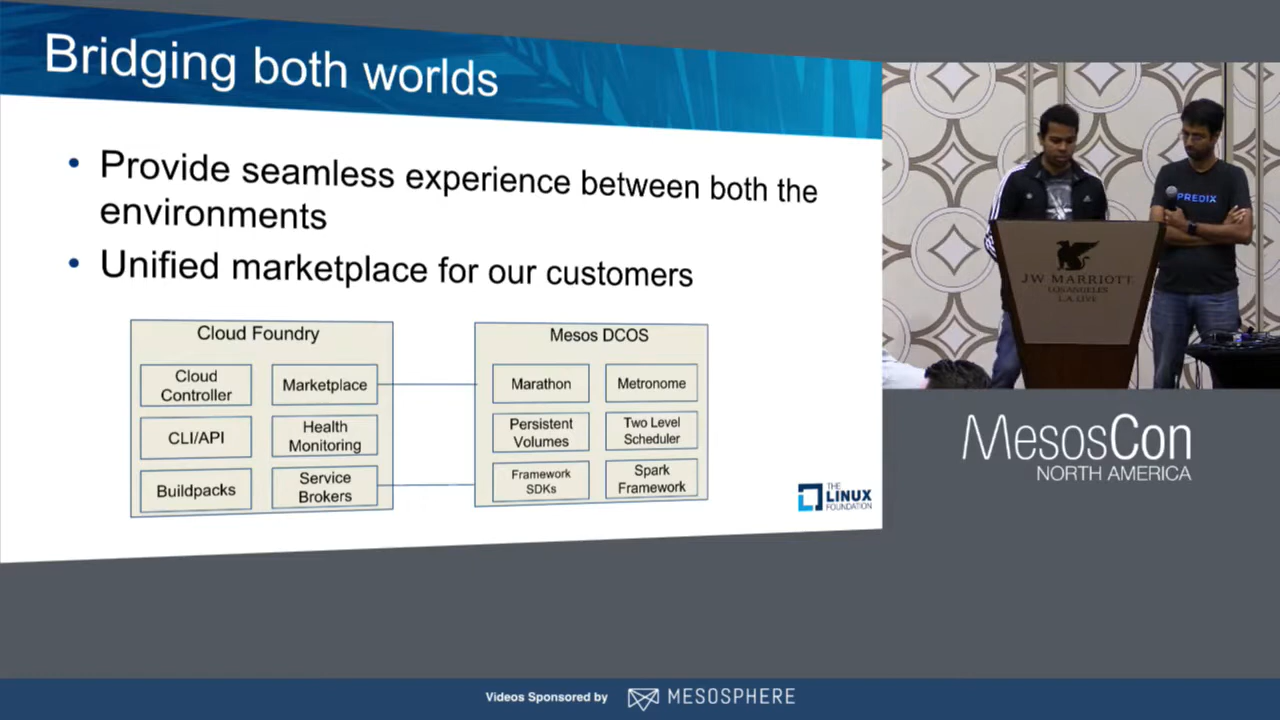 Bridging both worlds
• Provide seamless experience between both the
environments
• Unified marketplace for our customers
Cloud Foundry
Cloud
Controller
Marketplace
CLI/API
Health
Monitoring
Buildpacks
Service
Brokers
Mesos DCOS
Marathon
Metronome
Persistent
Volumes
Two Level
Scheduler
Framework
SDKs
Spark
Framework
THE
LINUX
FOUNDATION
PREDIX
JW MARRIOTT
LOS ANGELES
L.A. LIVE
MesosCon
NORTH AMERICA
Videos Sponsored by
MESOSPHERE